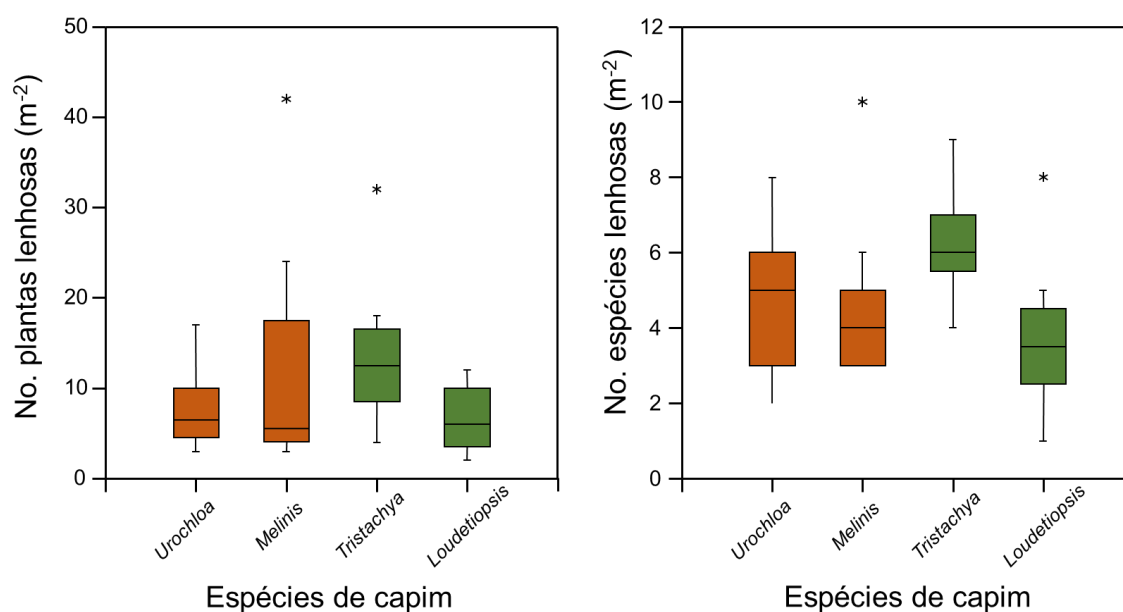 No. plantas lenhosas (m-2)
50
40
30
20
10
0
Urochloa
Melinis
Tristachya
Loudetiopsis
Espécies de capim
No. espécies lenhosas (m-2)
12
10
8
6
4
2
0
Urochloa
Melinis
Tristachya
Loudetiopsis
Espécies de capim